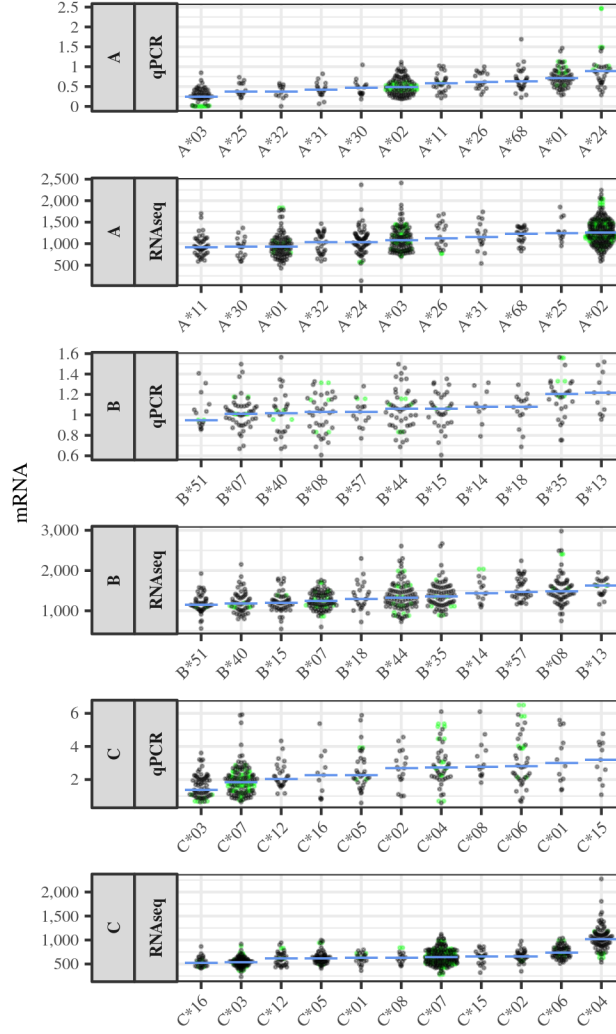 mRNA
A
qPCR
2.5
2
1.5
1
0.5
0
A*03
A*25
A*32
A*31
A*30
A*02
A*11
A*26
A*68
A*01
A*24
A
RNAseq
2,500
2,000
1,500
1,000
500
A*11
A*30
A*01
A*32
A*24
A*03
A*26
A*31
A*68
A*25
A*02
B
qPCR
1.6
1.4
1.2
1
0.8
0.6
B*51
B*07
B*40
B*08
B*57
B*44
B*15
B*14
B*18
B*35
B*13
B
RNAseq
3,000
2,000
1,000
B*51
B*40
B*15
B*07
B*18
B*44
B*35
B*14
B*57
B*08
B*13
C
qPCR
6
4
2
C*03
C*07
C*12
C*16
C*05
C*02
C*04
C*08
C*06
C*01
C*15
C
RNAseq
2,000
1,500
1,000
500
C*16
C*03
C*12
C*05
C*01
C*08
C*07
C*15
C*02
C*06
C*04